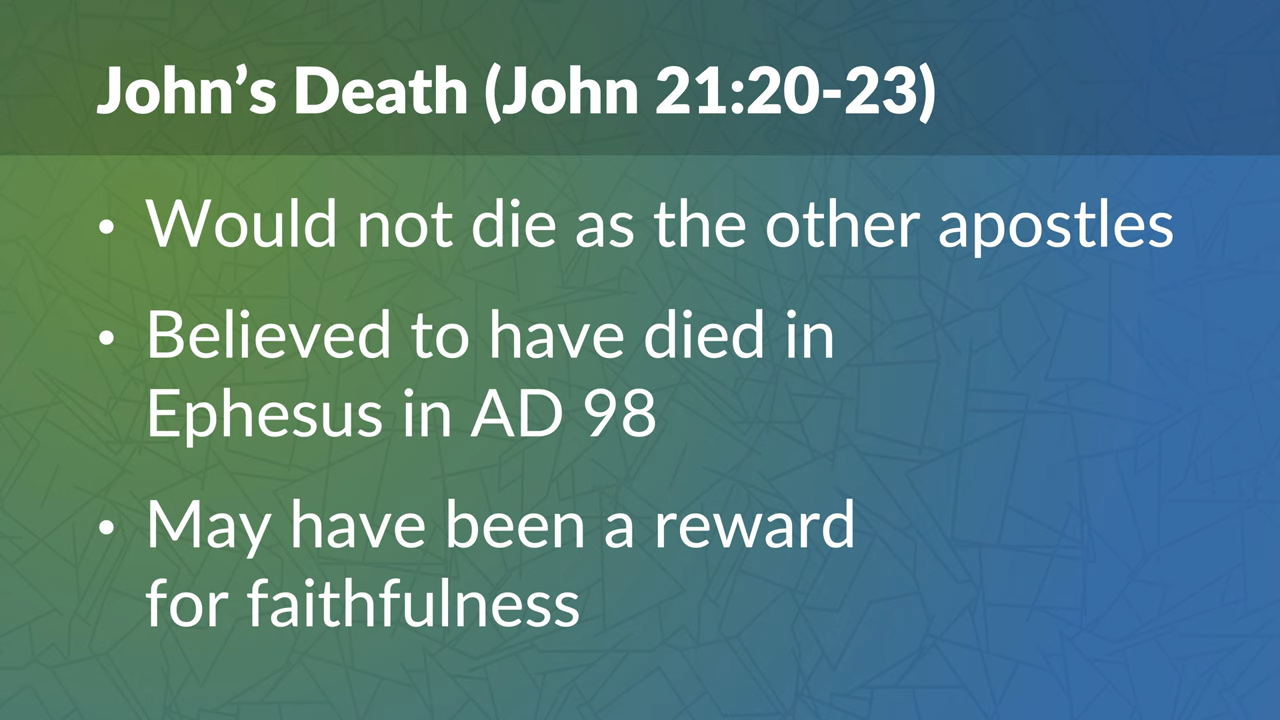 John’s Death (John 21:20-23)
• Would not die as the other apostles
• Believed to have died in
Ephesus in AD 98
• May have been a reward
for faithfulness